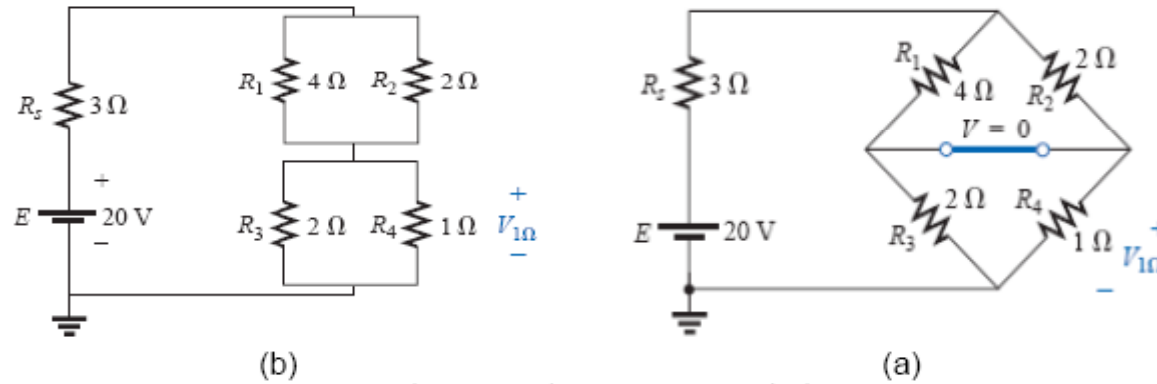 R1 4 Ω R2 2 Ω
Rs 3 Ω
+
E 20 V
−
R3 2 Ω R4 1 Ω
+
V1Ω
−
(b)
R1 4 Ω
2 Ω R2
Rs 3 Ω
V = 0
E 20 V
2 Ω R3
R4 1 Ω
+
V1Ω
−
(a)